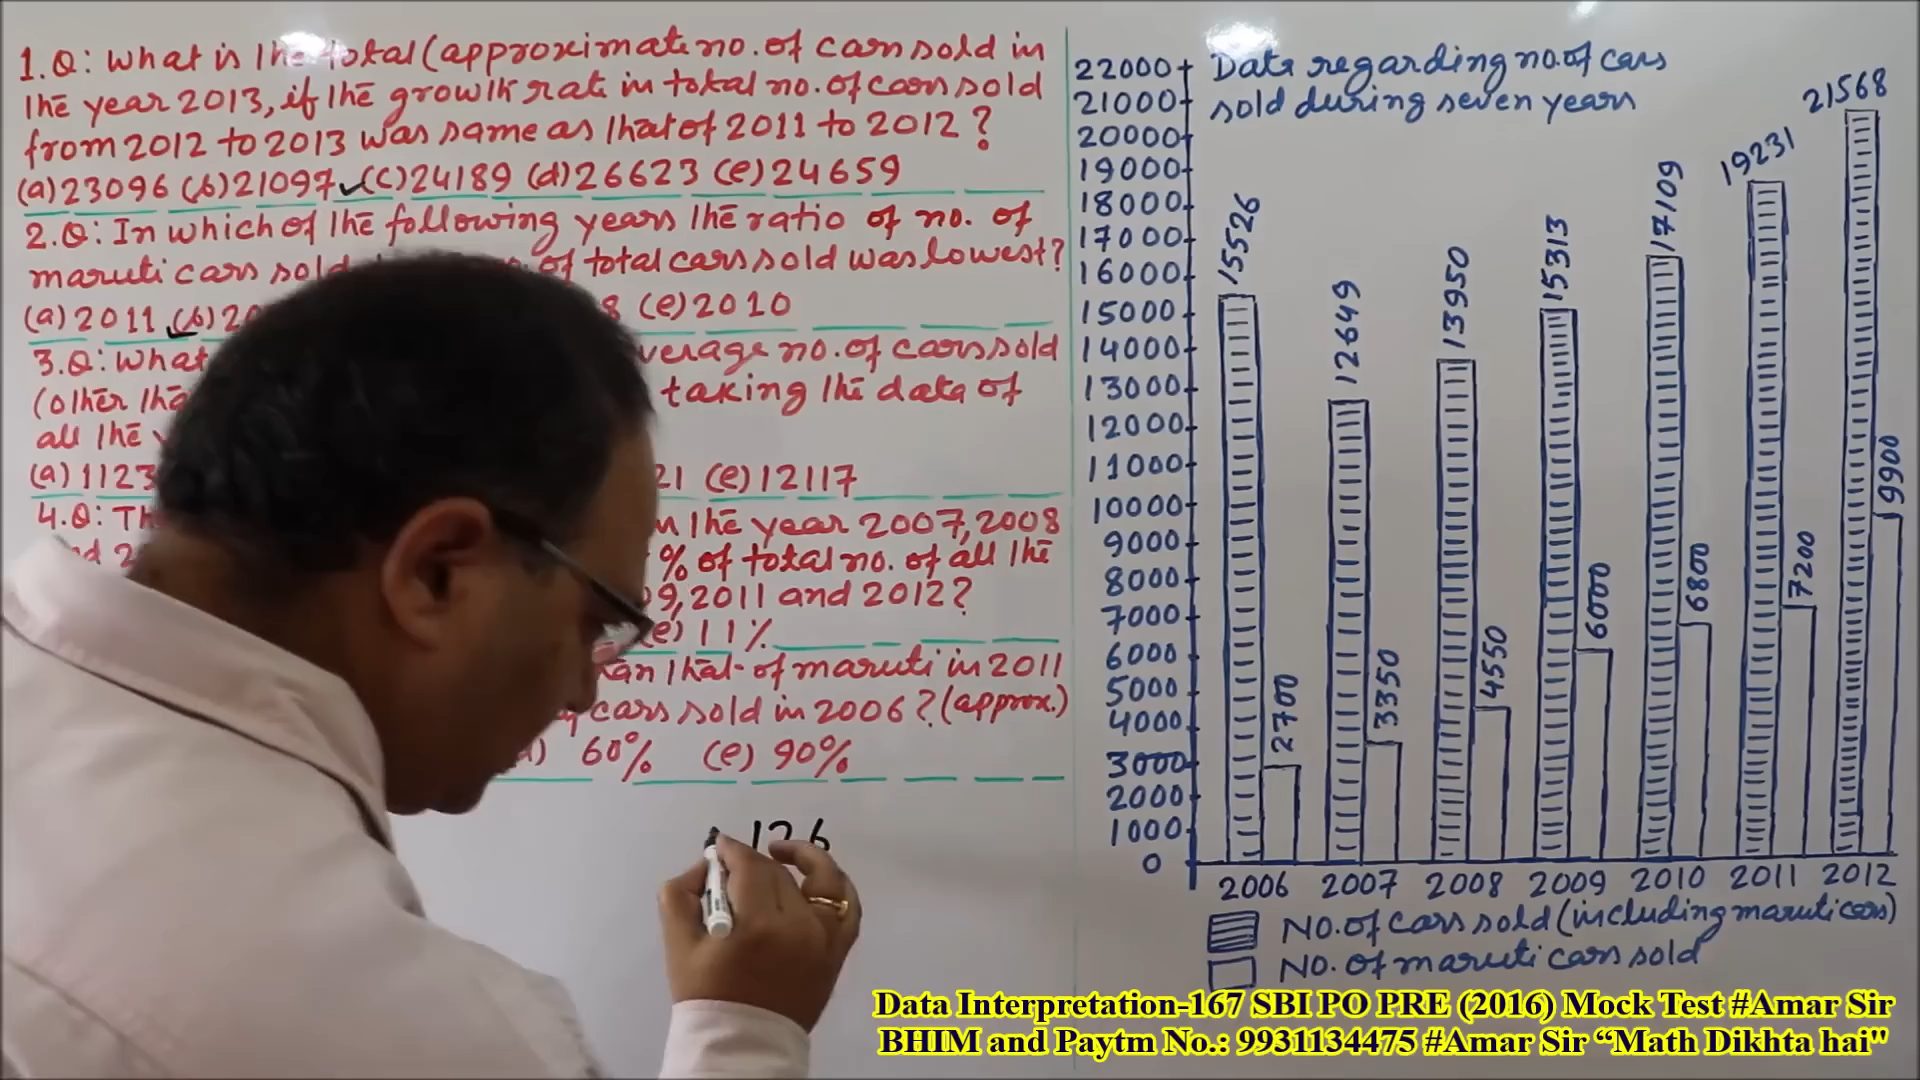 1.Q: What is the total (approximate no. of cars sold in
the year 2013, if the growth rate in total no. of cars sold
from 2012 to 2013 was same as that of 2011 to 2012?
(a) 23096 (b) 21097 ✓(c) 24189 (d) 26623 (e) 24659
2.Q: In which of the following years the ratio of no. of
maruti cars sold of total cars sold was lowest?
(a) 2011 (b) (e) 2010
3.Q: What verage no. of cars sold
(other tha taking the data of
all the
(a) 1123 21 (e) 12117
4.Q: Th the year 2007, 2008
% of total no. of all the
9, 2011 and 2012?
(e) 11%
than that of maruti in 2011
cars sold in 2006? (approx.)
60% (e) 90%
126
Data regarding no. of cars
sold during seven years
22000
21000
20000
19000
18000
17000
16000
15000
14000
13000
12000
11000
10000
9000
8000
7000
6000
5000
4000
3000
2000
1000
0
15526
2700
12649
3350
13950
4550
15313
6000
17109
6800
19231
7200
21568
9900
2006 2007 2008 2009 2010 2011 2012
NO. of cars sold (including maruti cars)
NO. of maruti cars sold
Data Interpretation-167 SBI PO PRE (2016) Mock Test #Amar Sir
BHIM and Paytm No.: 9931134475 #Amar Sir “Math Dikhta hai"